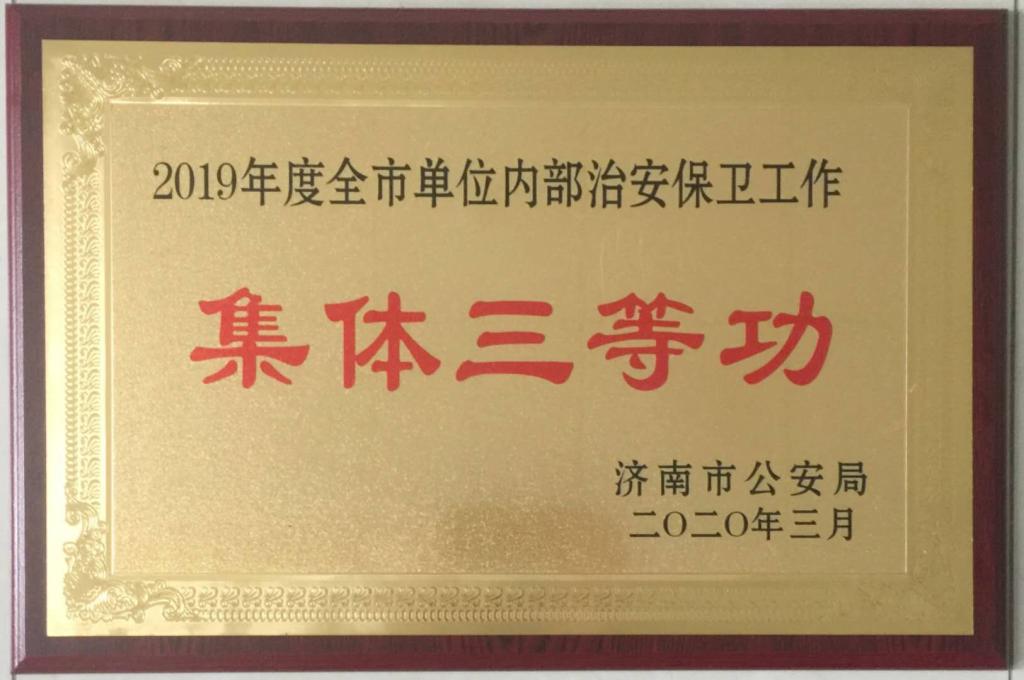 2019年度全市单位内部治安保卫工作
集体三等功
济南市公安局
二〇二〇年三月